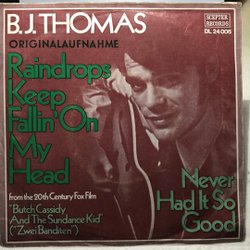 B.J. THOMAS
SCEPTER
RECORDS
DL 24 006
ORIGINALAUFNAHME
Raindrops
Keep
Fallin' On
My
Head
from the 20th Century Fox Film
"Butch Cassidy
And The Sundance Kid"
("Zwei Banditen")
Never
Had It So
Good